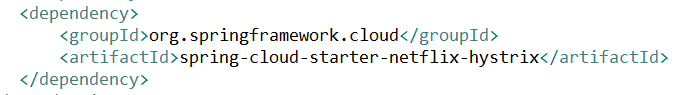 <dependency>
<groupId>org.springframework.cloud</groupId>
<artifactId>spring-cloud-starter-netflix-hystrix</artifactId>
</dependency>